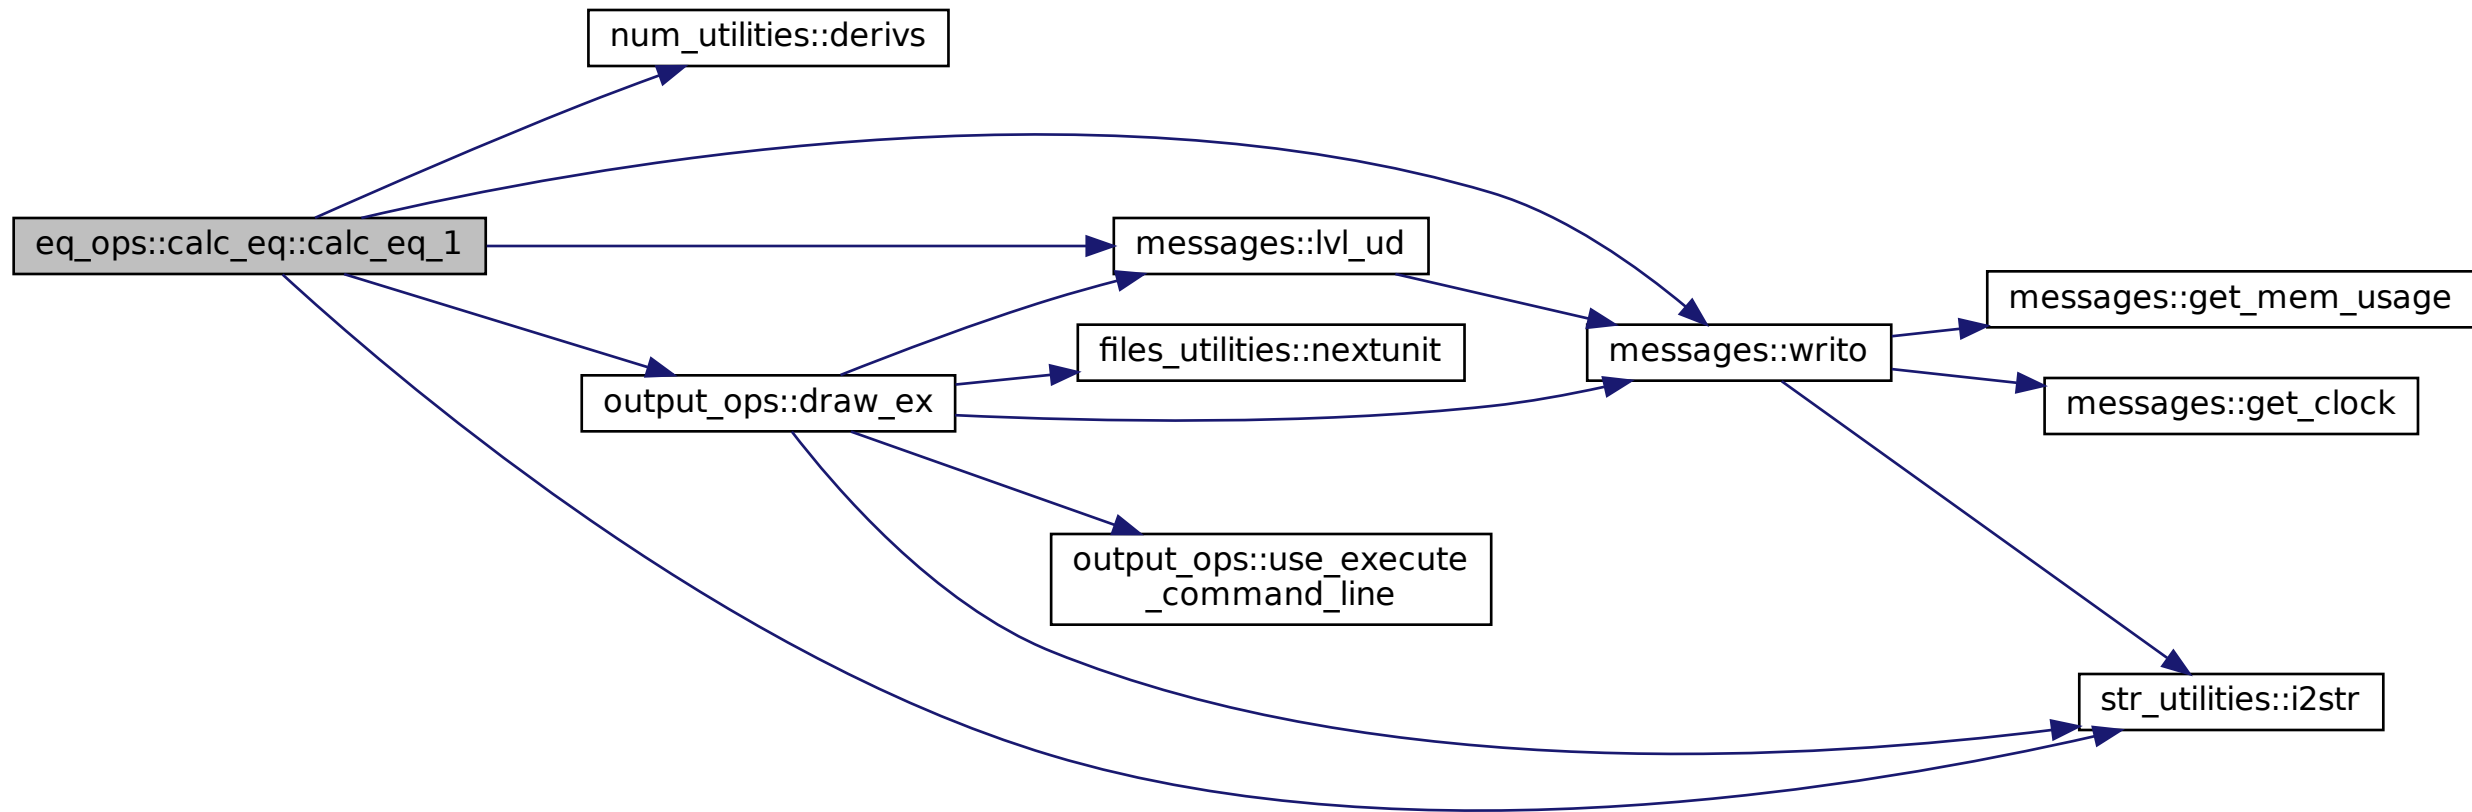 num_utilities::derivs
eq_ops::calc_eq::calc_eq_1
messages::lvl_ud
messages::get_mem_usage
files_utilities::nextunit
messages::writo
output_ops::draw_ex
messages::get_clock
output_ops::use_execute
_command_line
str_utilities::i2str